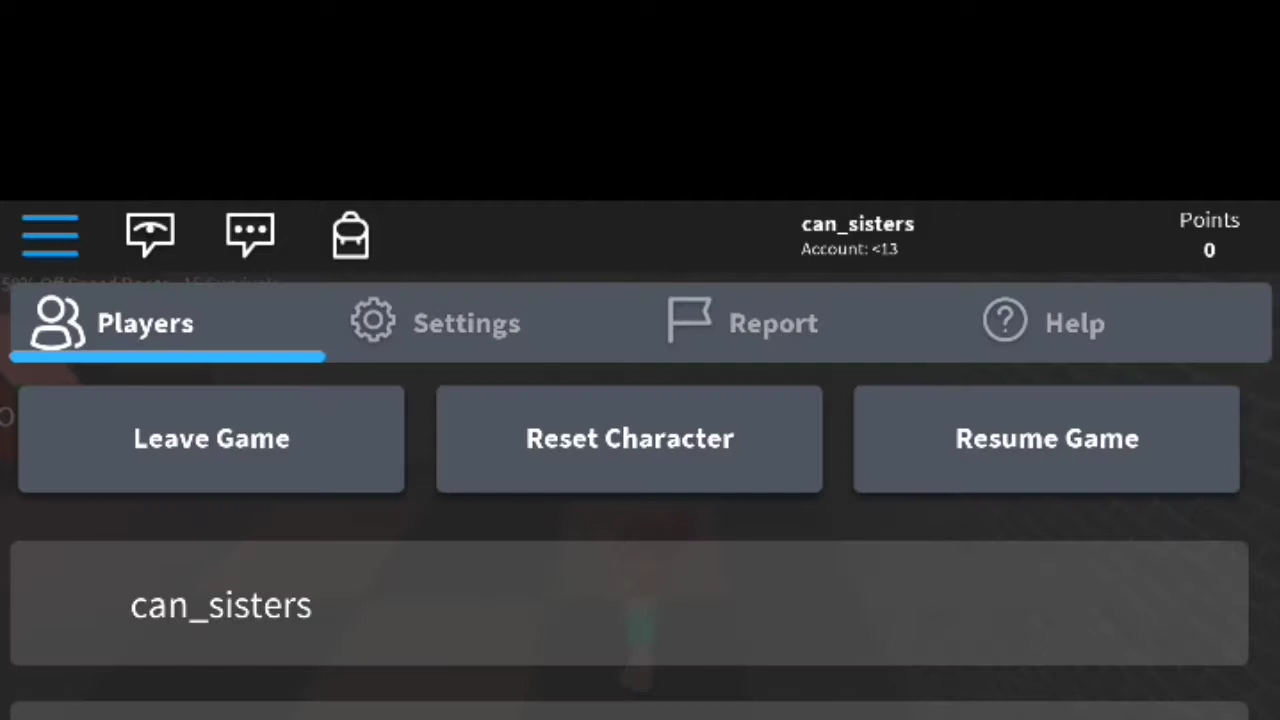 can_sisters
Account: <13
Points
0
Players
Settings
Report
Help
Leave Game
Reset Character
Resume Game
can_sisters